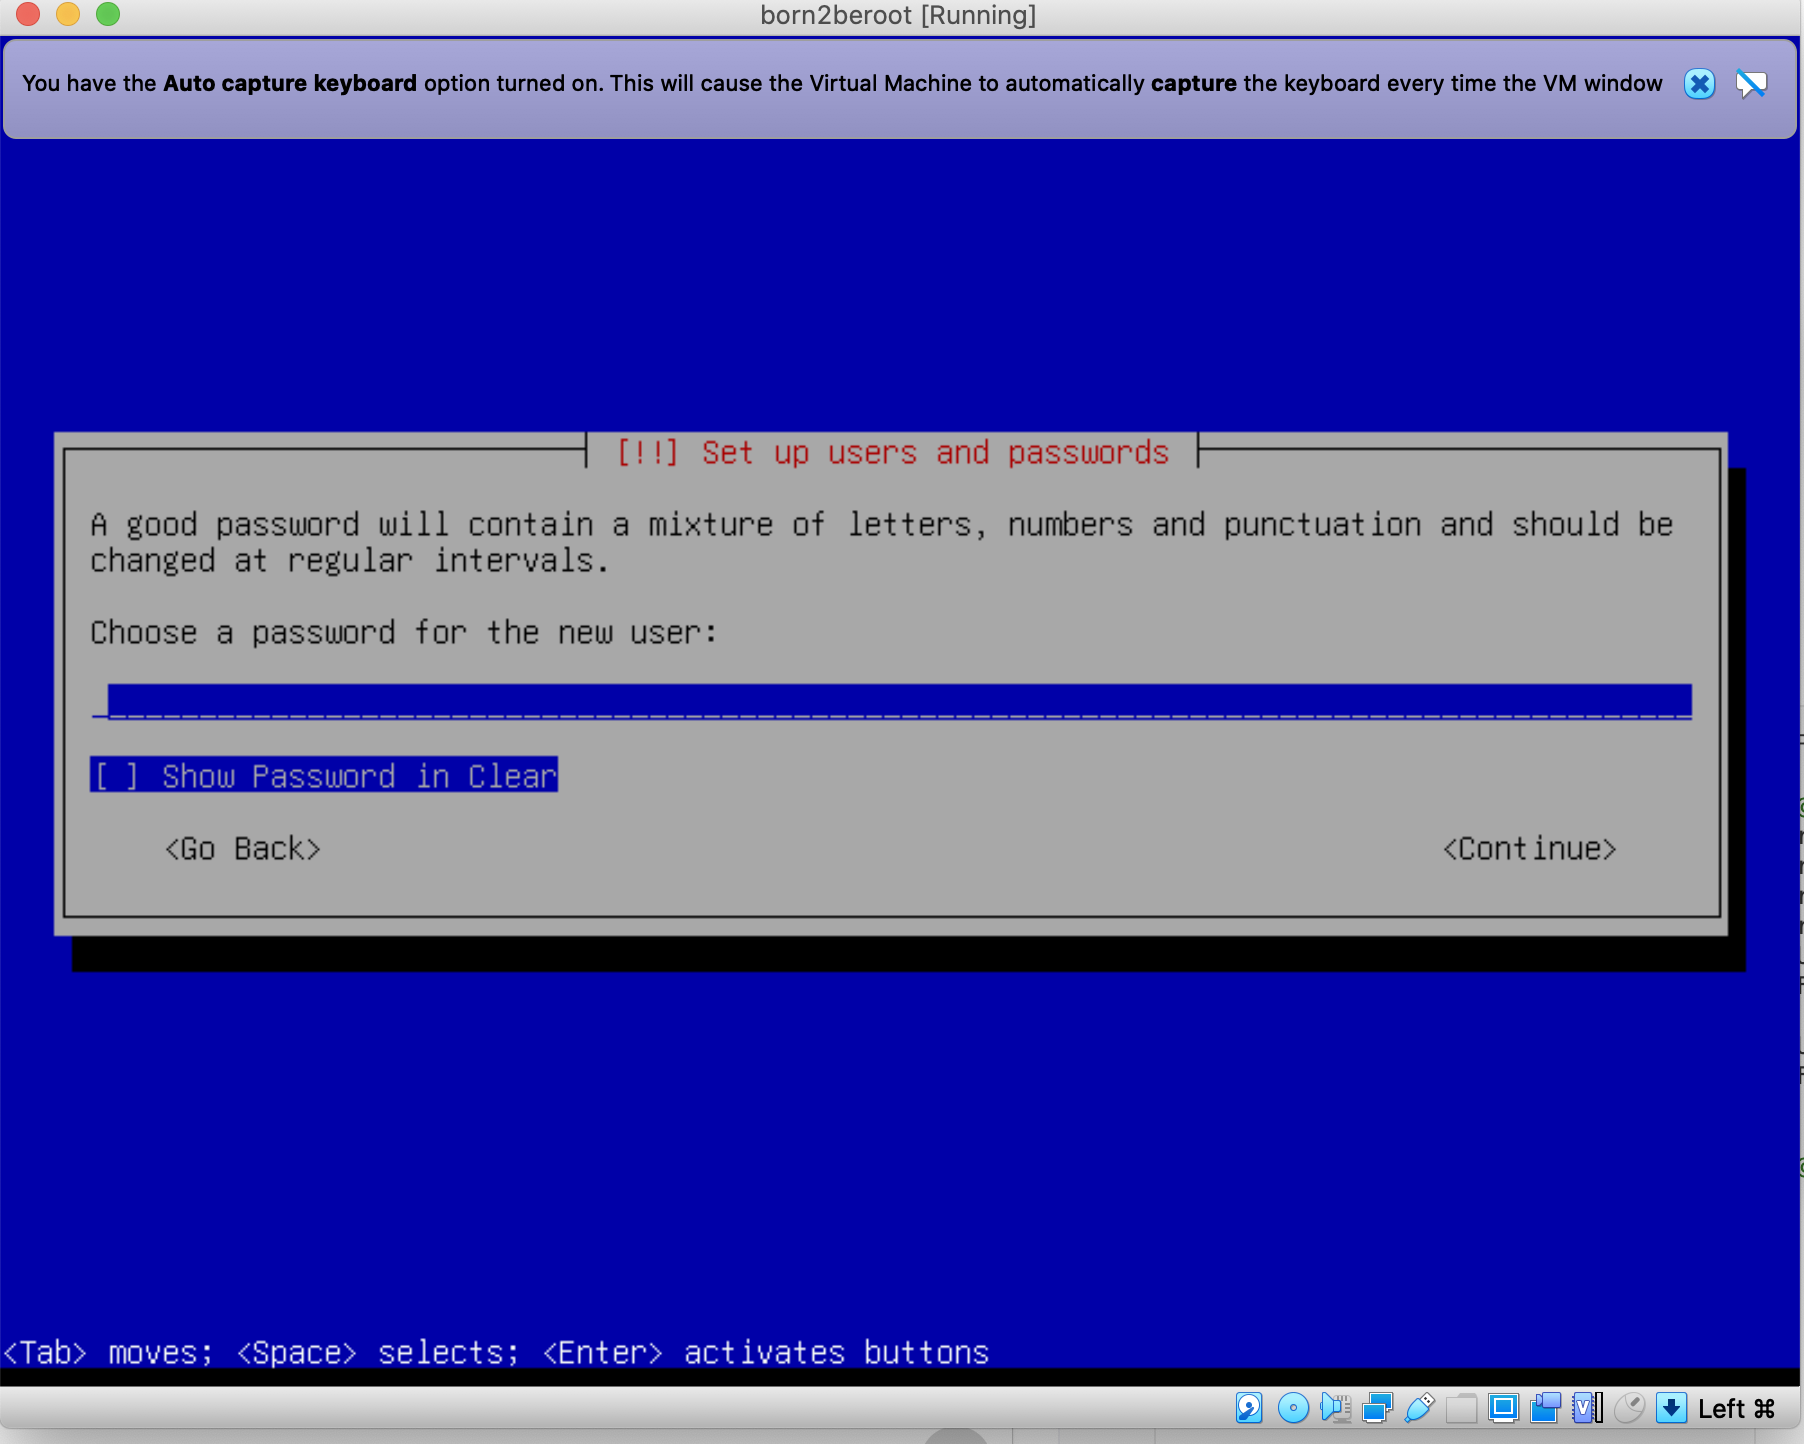 born2beroot [Running]
You have the Auto capture keyboard option turned on. This will cause the Virtual Machine to automatically capture the keyboard every time the VM window
[!!] Set up users and passwords
A good password will contain a mixture of letters, numbers and punctuation and should be
changed at regular intervals.
Choose a password for the new user:
[ ] Show Password in Clear
<Go Back>
<Continue>
<Tab> moves; <Space> selects; <Enter> activates buttons
Left ⌘